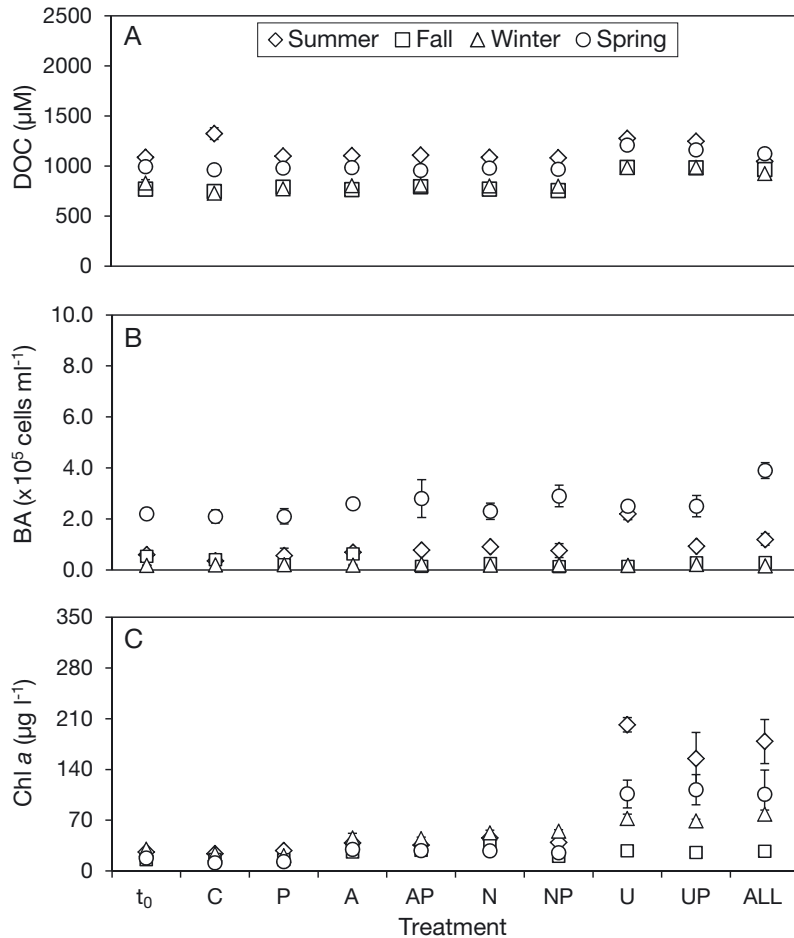 A
◇ Summer □ Fall △ Winter ○ Spring
DOC (µM)
2500
2000
1500
1000
500
0
B
BA (x10⁵ cells ml⁻¹)
10.0
8.0
6.0
4.0
2.0
0.0
C
Chl a (µg l⁻¹)
350
280
210
140
70
0
t₀ C P A AP N NP U UP ALL
Treatment